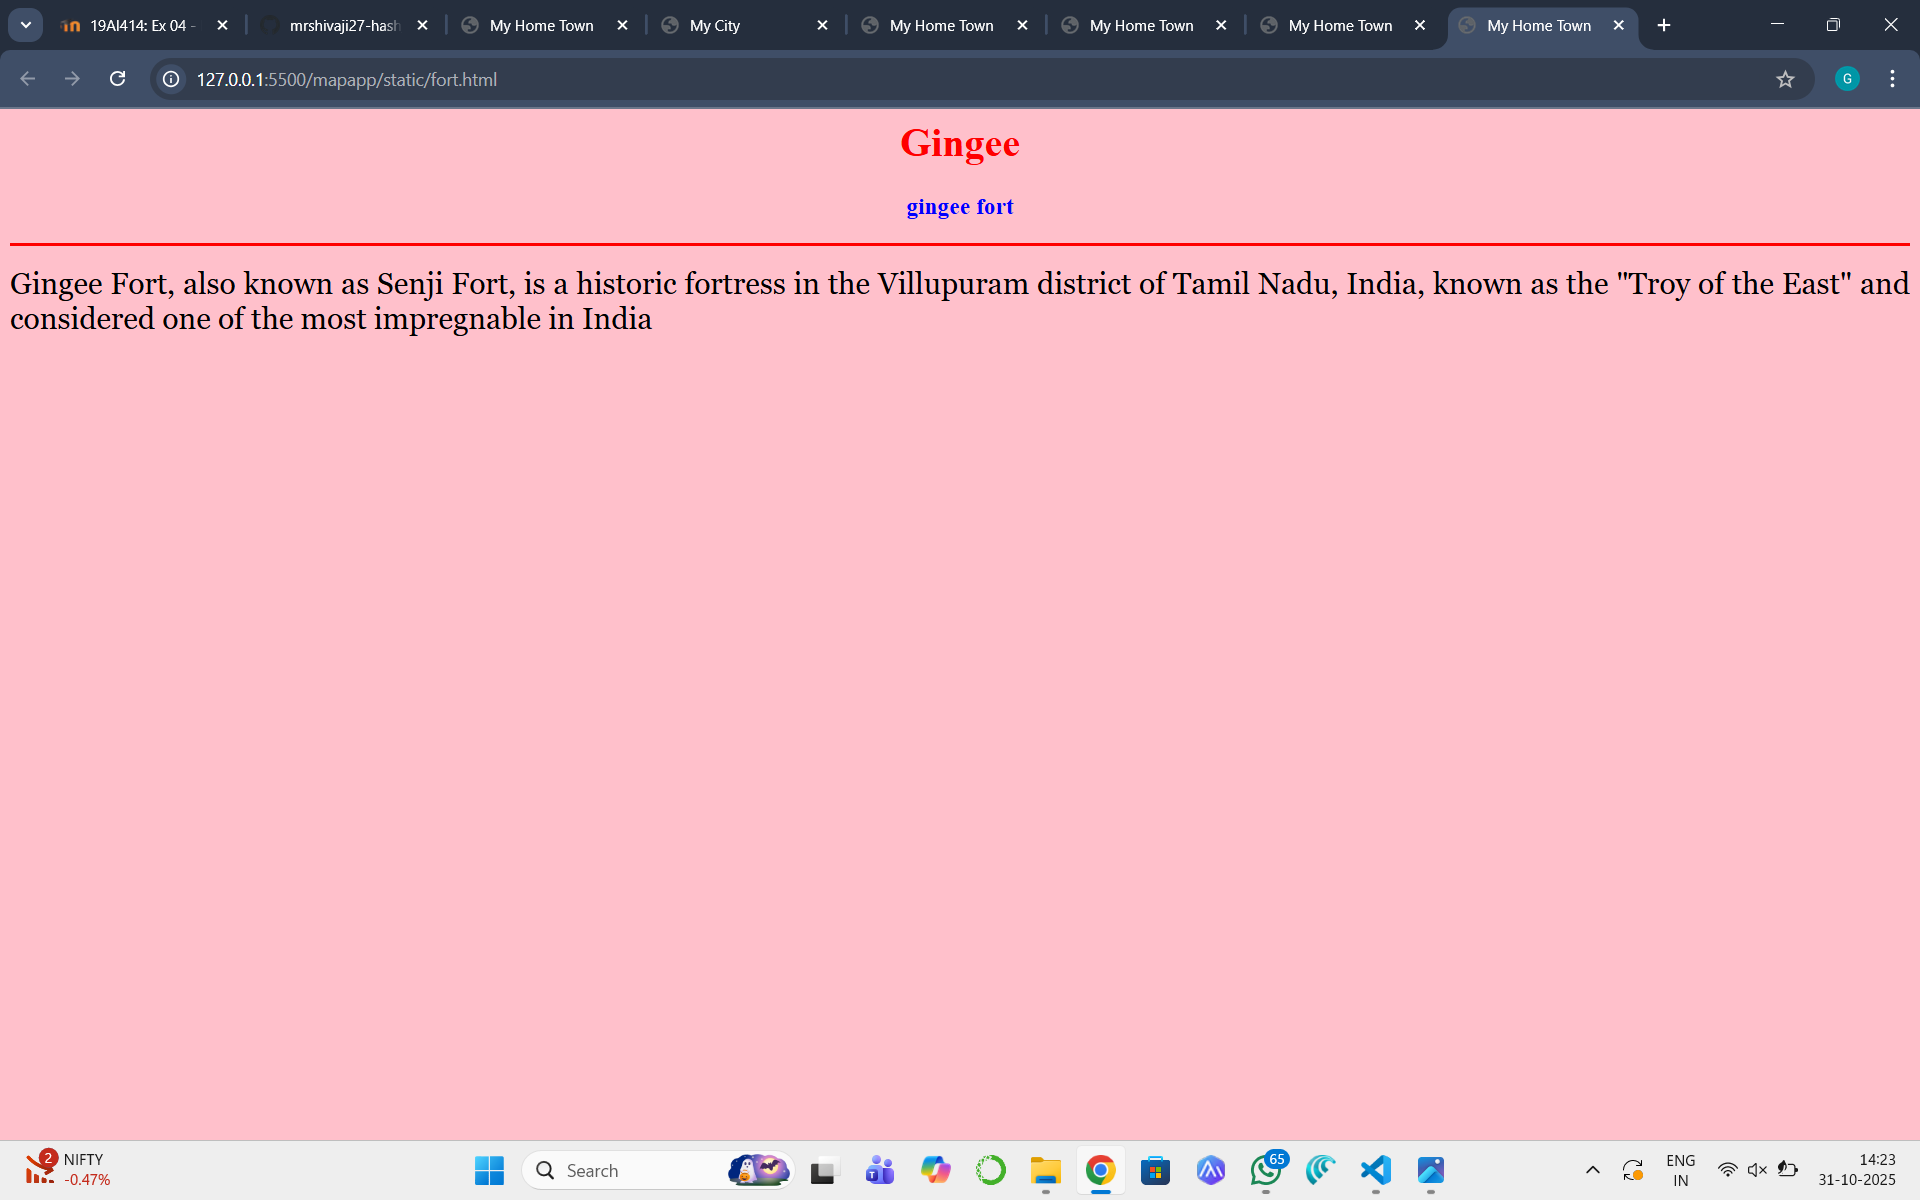 19AI414: Ex 04 -
mrshivaji27-hash
My Home Town
My City
My Home Town
My Home Town
My Home Town
My Home Town
127.0.0.1:5500/mapapp/static/fort.html
G
Gingee
gingee fort
Gingee Fort, also known as Senji Fort, is a historic fortress in the Villupuram district of Tamil Nadu, India, known as the "Troy of the East" and
considered one of the most impregnable in India
2
NIFTY
-0.47%
Search
65
ENG
IN
14:23
31-10-2025